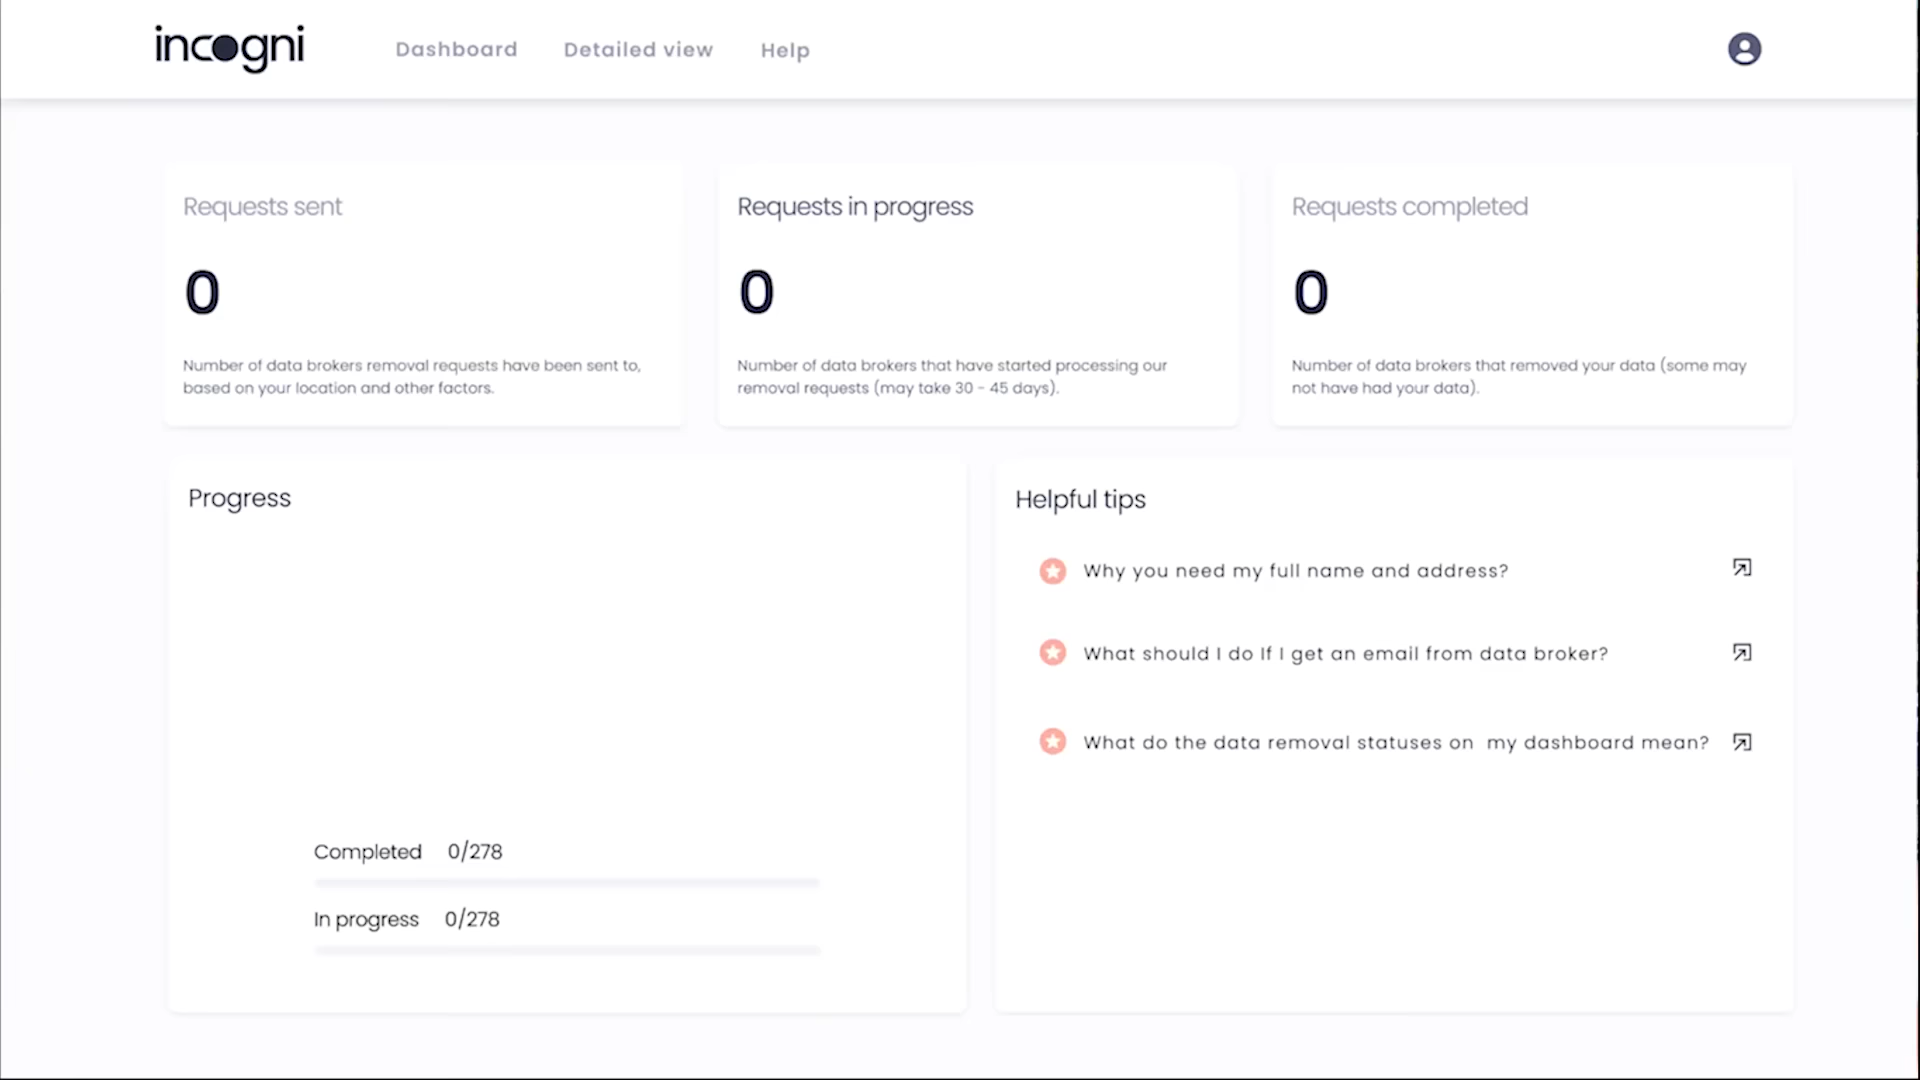 incogni
Dashboard
Detailed view
Help
Requests sent
0
Number of data brokers removal requests have been sent to,
based on your location and other factors.
Requests in progress
0
Number of data brokers that have started processing our
removal requests (may take 30 - 45 days).
Requests completed
0
Number of data brokers that removed your data (some may
not have had your data).
Progress
Completed 0/278
In progress 0/278
Helpful tips
Why you need my full name and address?
What should I do If I get an email from data broker?
What do the data removal statuses on my dashboard mean?